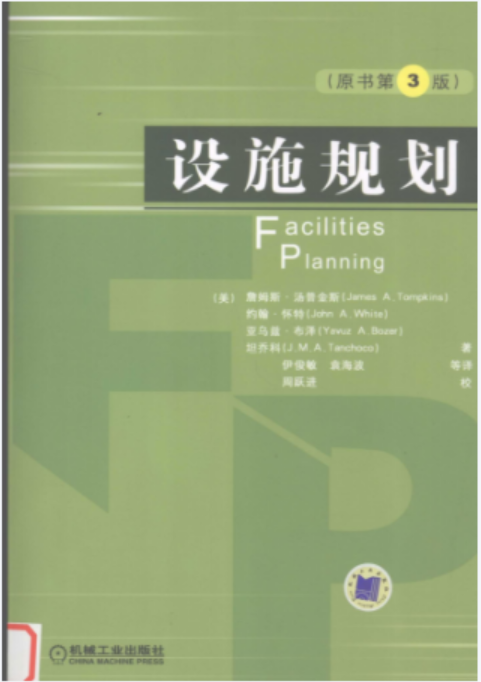 (原书第3版)
设施规划
Facilities
Planning
(美) 詹姆斯·汤普金斯(James A. Tompkins)
约翰·怀特(John A. White)
亚乌兹·布泽(Yavuz A. Bozer)
坦乔科(J.M.A. Tanchoco) 著
伊俊敏 袁海波 等译
周跃进 校
机械工业出版社
CHINA MACHINE PRESS